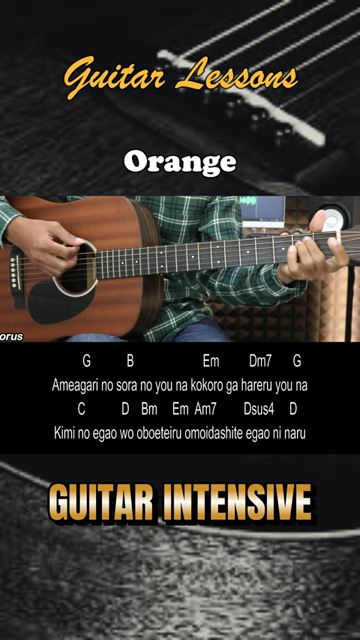 Guitar Lessons
Orange
orus
G B Em Dm7 G
Ameagari no sora no you na kokoro ga hareru you na
C D Bm Em Am7 Dsus4 D
Kimi no egao wo oboeteiru omoidashite egao ni naru
GUITAR INTENSIVE